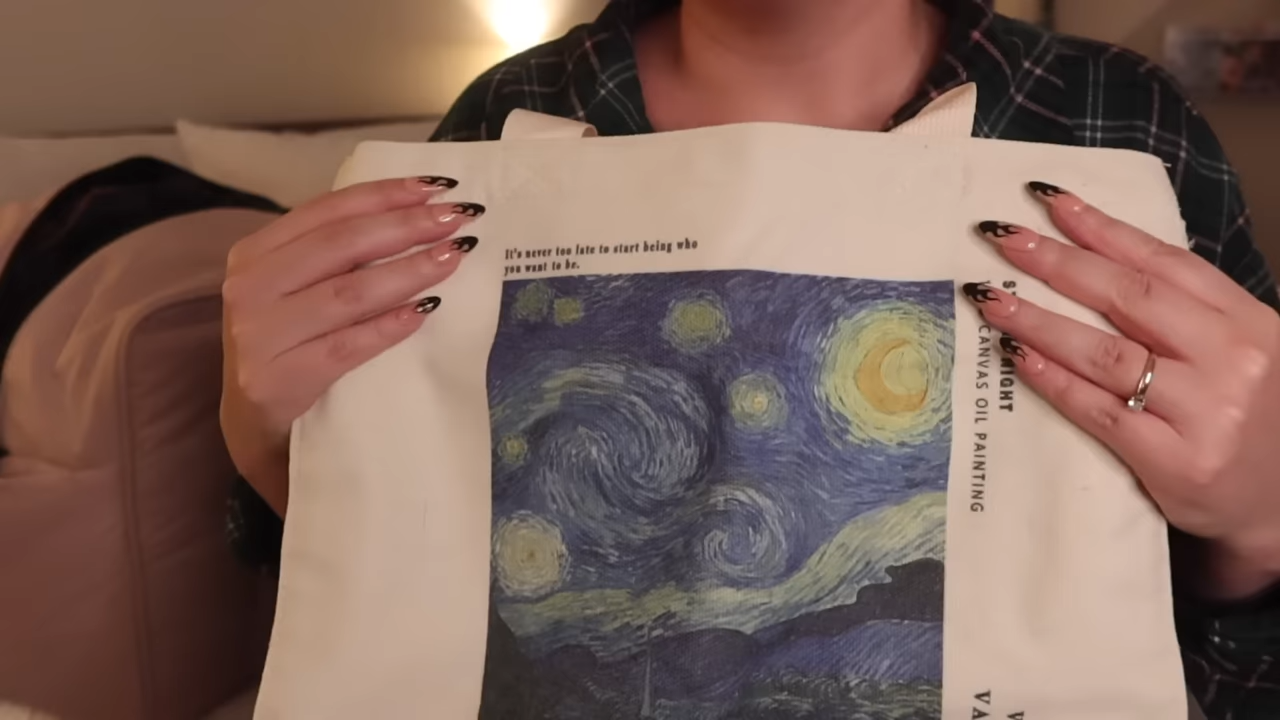 It's never too late to start being who
you want to be.
CANVAS OIL PAINTING